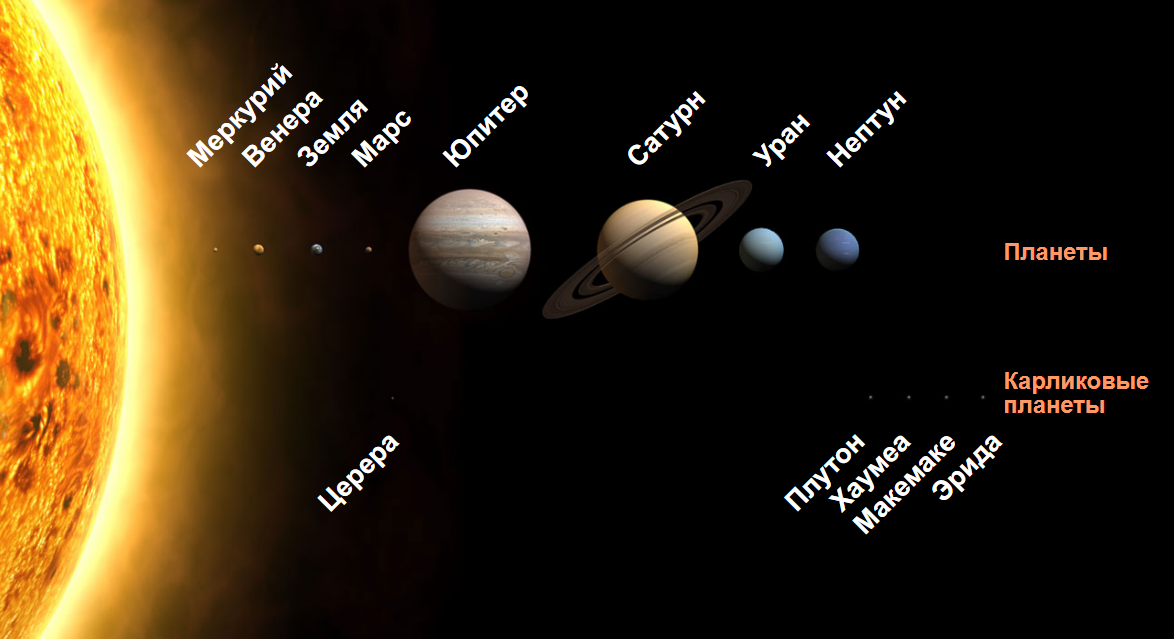 Меркурий
Венера
Земля
Марс
Юпитер
Сатурн
Уран
Нептун
Планеты
Карликовые
планеты
Церера
Плутон
Хаумеа
Макемаке
Эрида